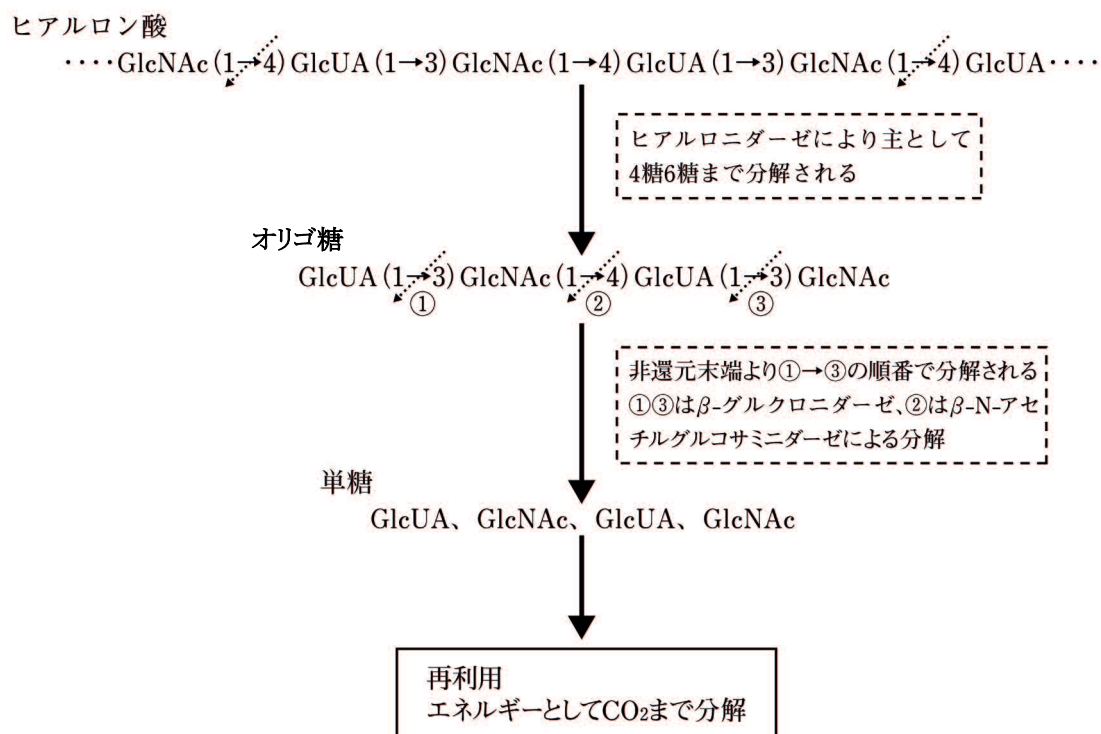 ヒアルロン酸
····GlcNAc(1→4)GlcUA(1→3)GlcNAc(1→4)GlcUA(1→3)GlcNAc(1→4)GlcUA····
ヒアルロニダーゼにより主として
4糖6糖まで分解される
オリゴ糖
GlcUA(1→3)GlcNAc(1→4)GlcUA(1→3)GlcNAc
① ② ③
非還元末端より①→③の順番で分解される
①③はβ-グルクロニダーゼ、②はβ-N-アセ
チルグルコサミニダーゼによる分解
単糖
GlcUA、GlcNAc、GlcUA、GlcNAc
再利用
エネルギーとしてCO₂まで分解